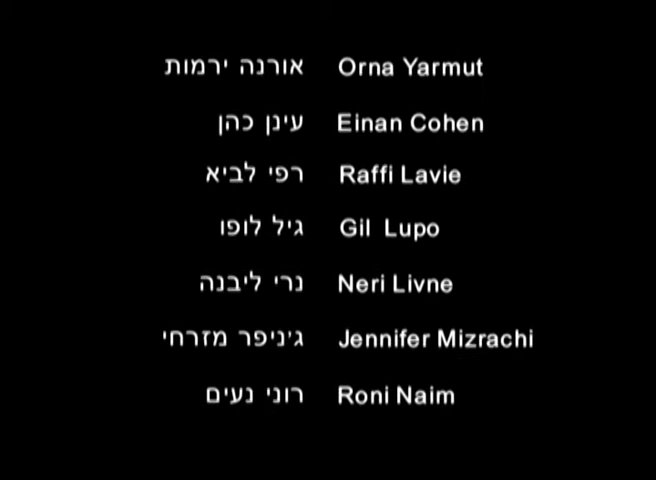 אורנה ירמות Orna Yarmut
עינן כהן Einan Cohen
רפי לביא Raffi Lavie
גיל לופו Gil Lupo
נרי ליבנה Neri Livne
ג'ניפר מזרחי Jennifer Mizrachi
רוני נעים Roni Naim